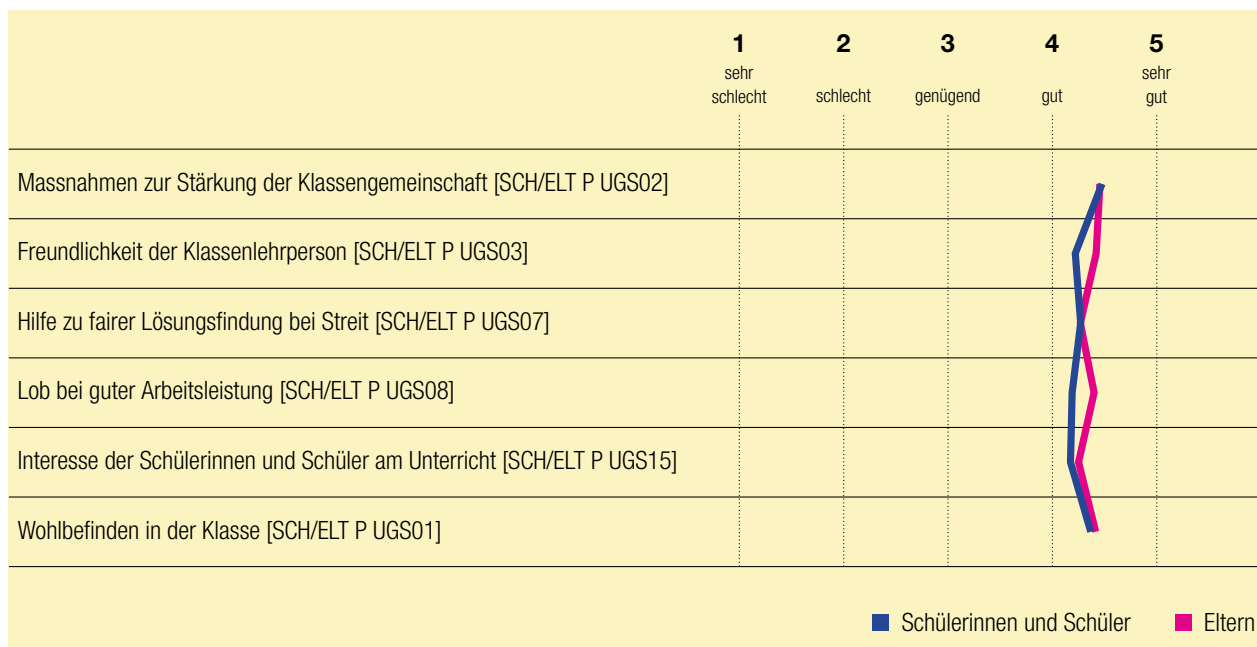 1 2 3 4 5
sehr schlecht schlecht genügend gut sehr gut
Massnahmen zur Stärkung der Klassengemeinschaft [SCH/ELT P UGS02]
Freundlichkeit der Klassenlehrperson [SCH/ELT P UGS03]
Hilfe zu fairer Lösungsfindung bei Streit [SCH/ELT P UGS07]
Lob bei guter Arbeitsleistung [SCH/ELT P UGS08]
Interesse der Schülerinnen und Schüler am Unterricht [SCH/ELT P UGS15]
Wohlbefinden in der Klasse [SCH/ELT P UGS01]
Schülerinnen und Schüler Eltern